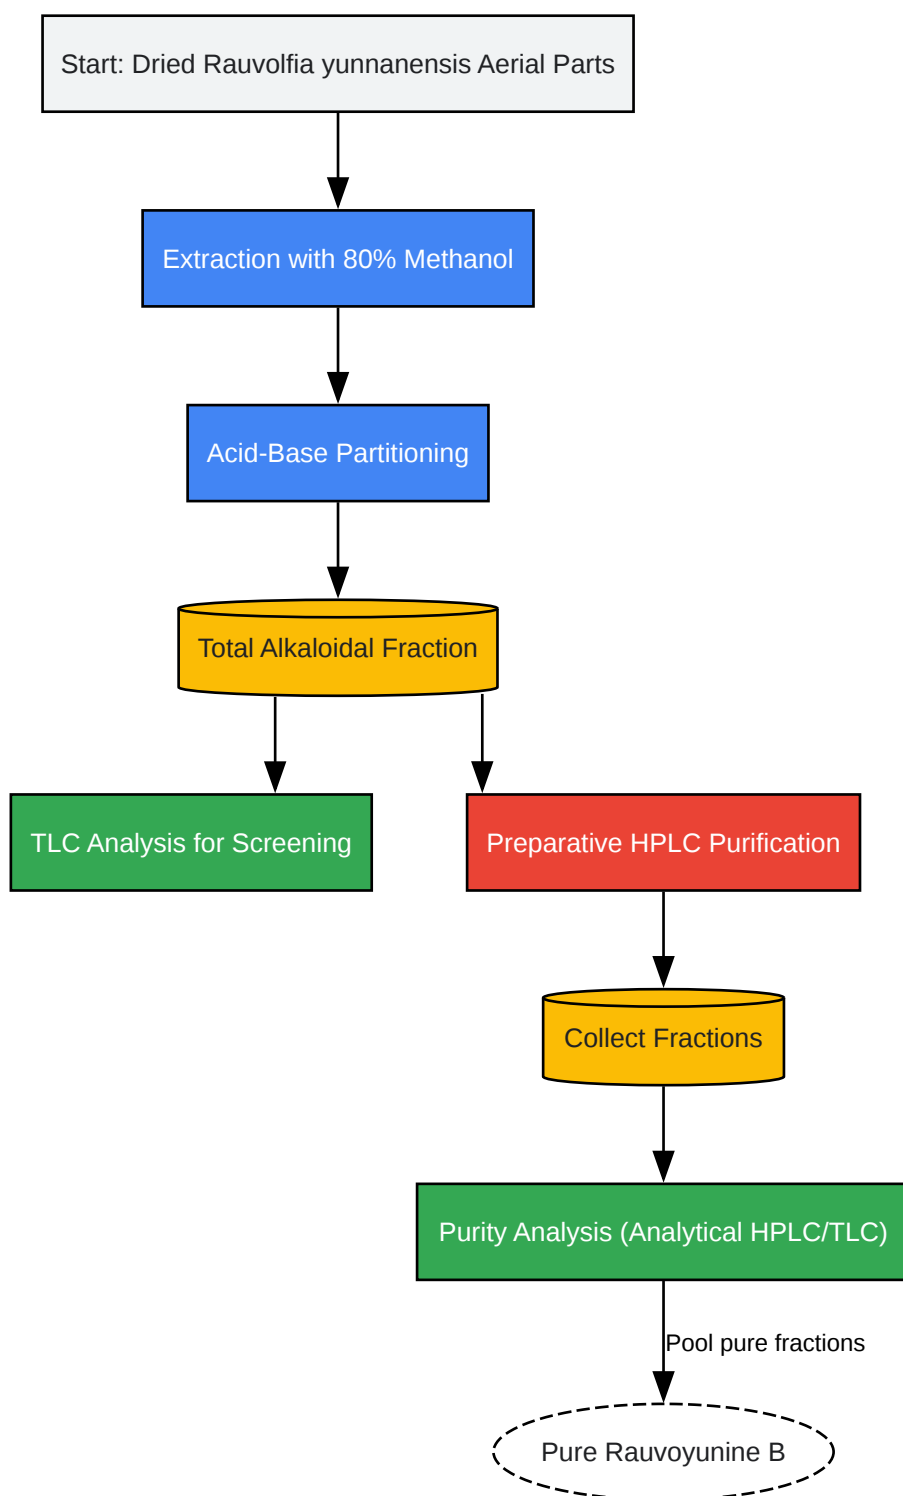 Start: Dried Rauvolfia yunnanensis Aerial Parts
Extraction with 80% Methanol
Acid-Base Partitioning
Total Alkaloidal Fraction
TLC Analysis for Screening
Preparative HPLC Purification
Collect Fractions
Purity Analysis (Analytical HPLC/TLC)
Pool pure fractions
Pure Rauvoyunine B